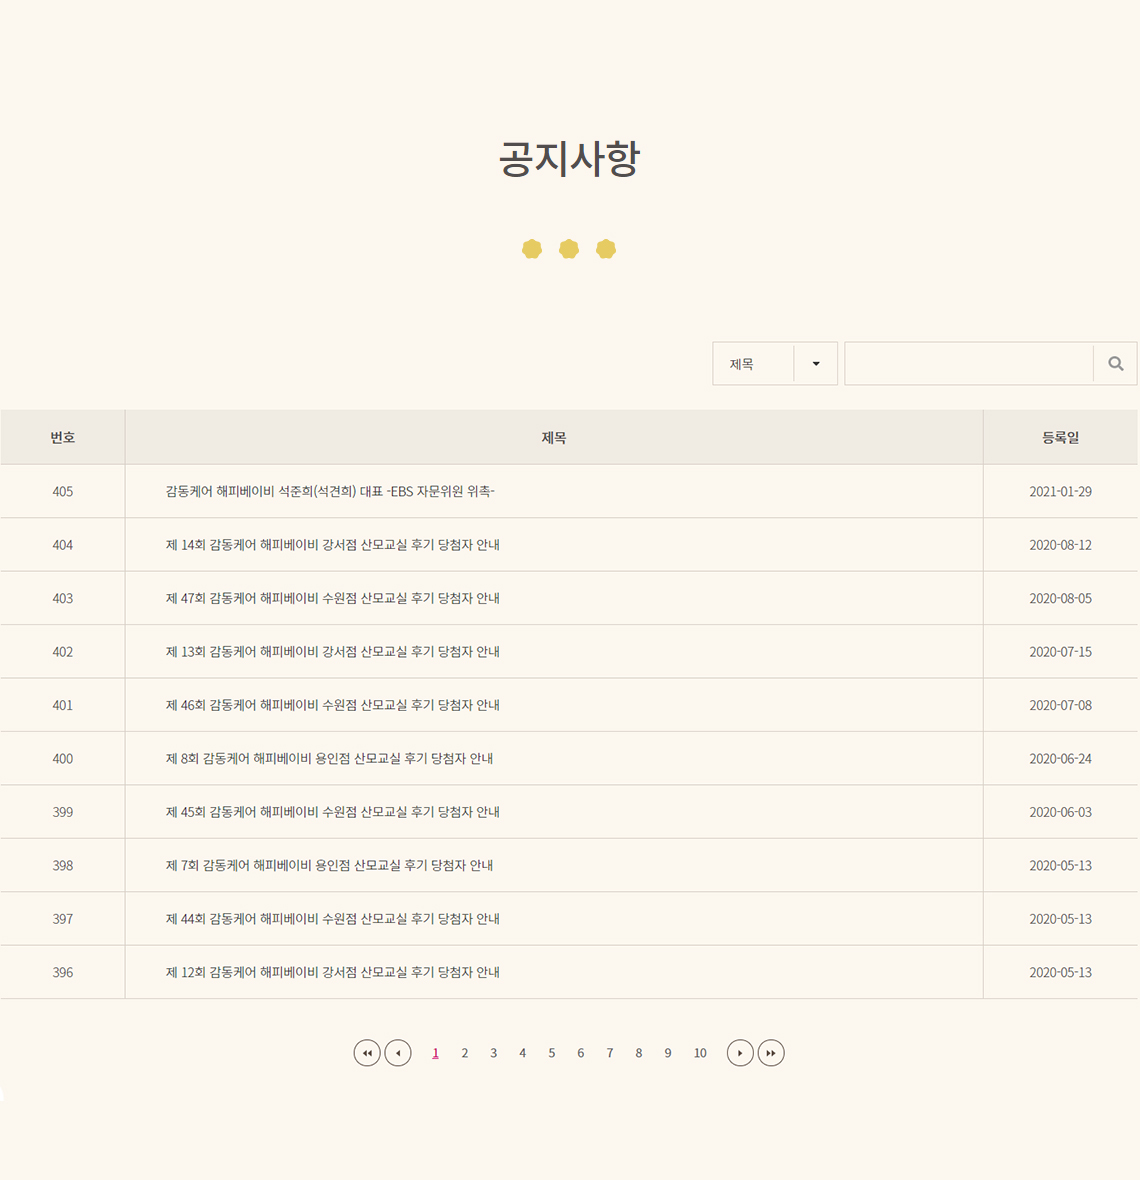 공지사항
제목
번호 제목 등록일
405 감동케어 해피베이비 석준희(석견희) 대표 -EBS 자문위원 위촉- 2021-01-29
404 제 14회 감동케어 해피베이비 강서점 산모교실 후기 당첨자 안내 2020-08-12
403 제 47회 감동케어 해피베이비 수원점 산모교실 후기 당첨자 안내 2020-08-05
402 제 13회 감동케어 해피베이비 강서점 산모교실 후기 당첨자 안내 2020-07-15
401 제 46회 감동케어 해피베이비 수원점 산모교실 후기 당첨자 안내 2020-07-08
400 제 8회 감동케어 해피베이비 용인점 산모교실 후기 당첨자 안내 2020-06-24
399 제 45회 감동케어 해피베이비 수원점 산모교실 후기 당첨자 안내 2020-06-03
398 제 7회 감동케어 해피베이비 용인점 산모교실 후기 당첨자 안내 2020-05-13
397 제 44회 감동케어 해피베이비 수원점 산모교실 후기 당첨자 안내 2020-05-13
396 제 12회 감동케어 해피베이비 강서점 산모교실 후기 당첨자 안내 2020-05-13
1 2 3 4 5 6 7 8 9 10